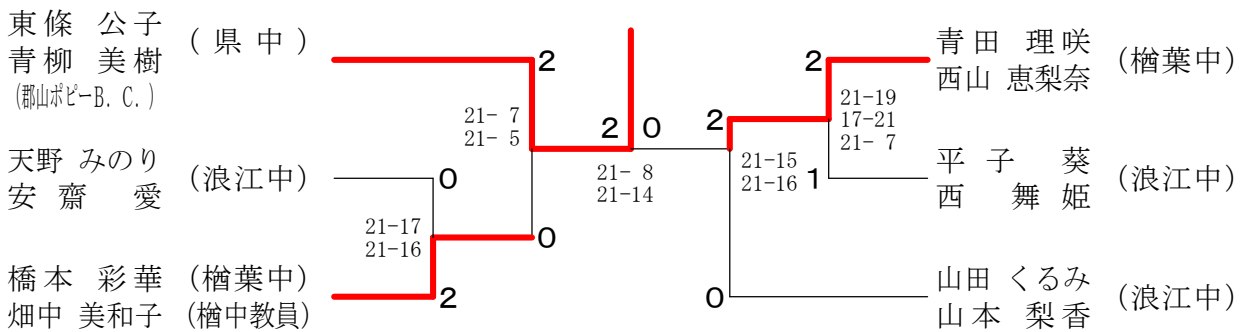 東條 公子
青柳 美樹
(県中)
(郡山ポピーB.C.)
天野 みのり
安齋 愛
(浪江中)
橋本 彩華 (楢葉中)
畑中 美和子 (楢中教員)
2
21- 7
21- 5
0
21-17
21-16
2
0
2 0
21- 8
21-14
2
21-15
21-16
0
2
21-19
17-21
21- 7
1
青田 理咲
西山 恵梨奈
(楢葉中)
平子 葵
西 舞姫
(浪江中)
山田 くるみ
山本 梨香
(浪江中)